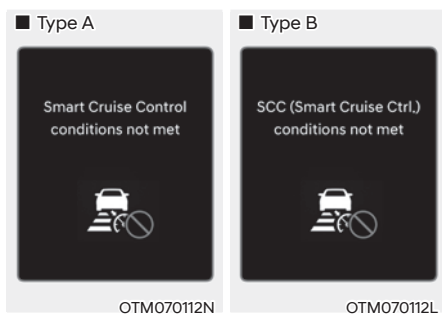 ■ Type A
Smart Cruise Control
conditions not met
OTM070112N
■ Type B
SCC (Smart Cruise Ctrl.)
conditions not met
OTM070112L